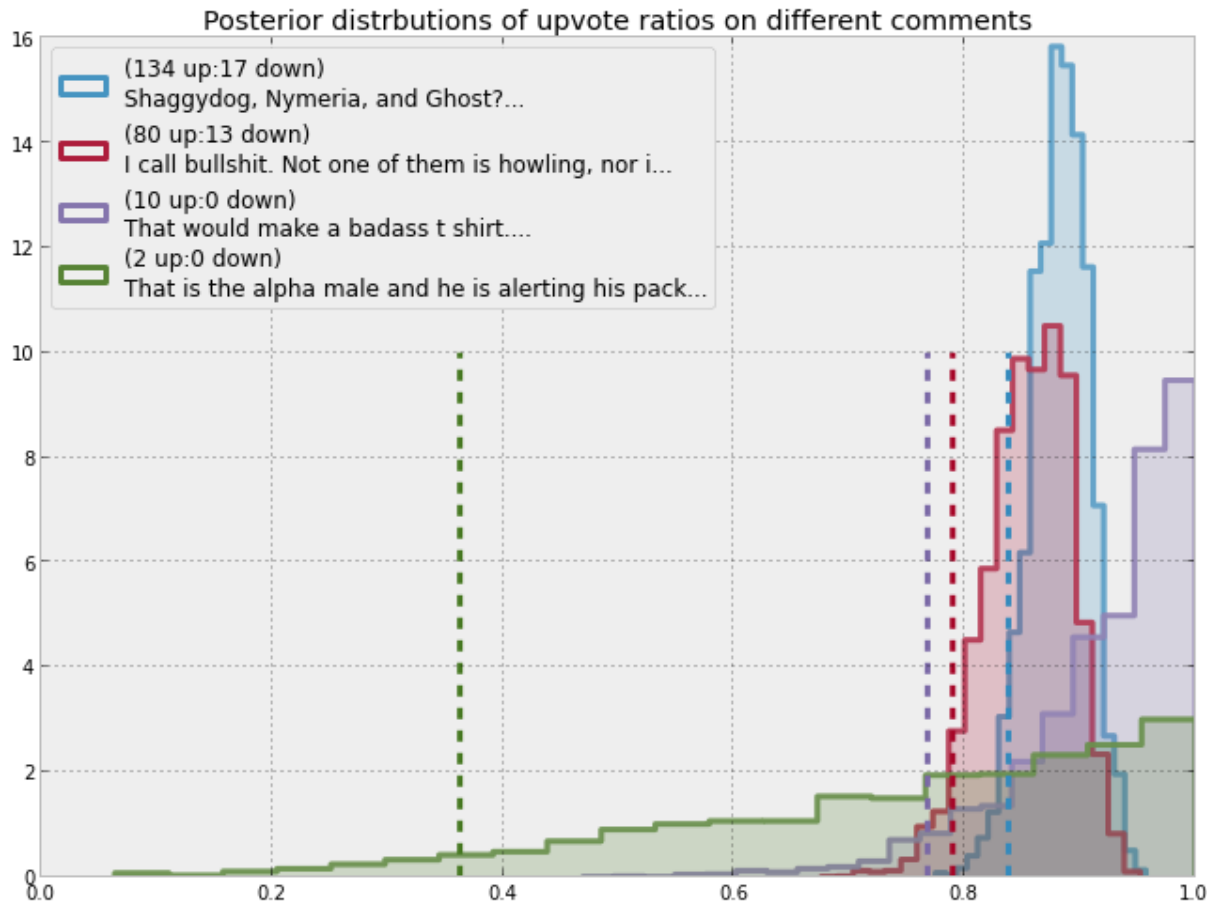 Posterior distrbutions of upvote ratios on different comments
(134 up:17 down)
Shaggydog, Nymeria, and Ghost?...
(80 up:13 down)
I call bullshit. Not one of them is howling, nor i...
(10 up:0 down)
That would make a badass t shirt....
(2 up:0 down)
That is the alpha male and he is alerting his pack...
16
14
12
10
8
6
4
2
0
0.0 0.2 0.4 0.6 0.8 1.0